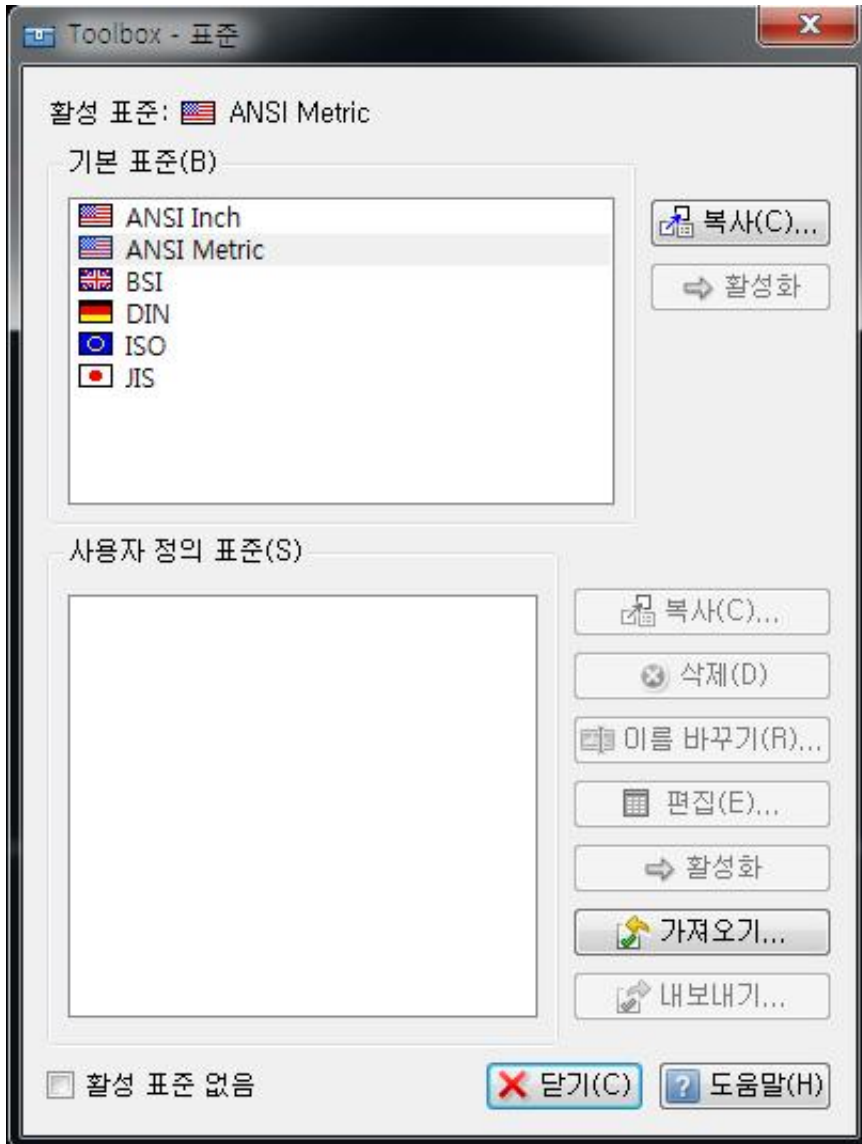 Toolbox - 표준
활성 표준: ANSI Metric
기본 표준(B)
ANSI Inch
ANSI Metric
BSI
DIN
ISO
JIS
복사(C)...
활성화
사용자 정의 표준(S)
복사(C)...
삭제(D)
이름 바꾸기(R)...
편집(E)...
활성화
가져오기...
내보내기...
활성 표준 없음
닫기(C)
도움말(H)